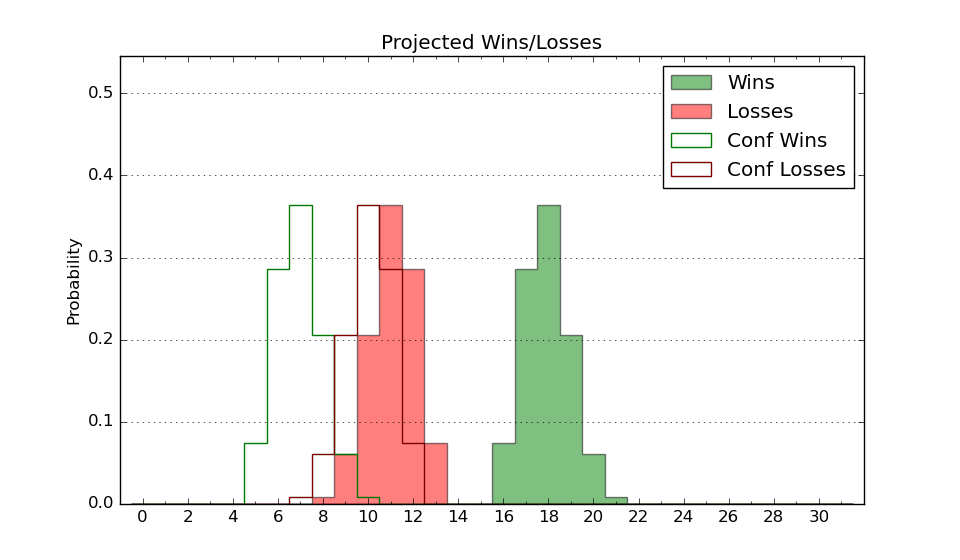 Projected Wins/Losses
Wins
Losses
Conf Wins
Conf Losses
Probability
0.5
0.4
0.3
0.2
0.1
0.0
0 2 4 6 8 10 12 14 16 18 20 22 24 26 28 30